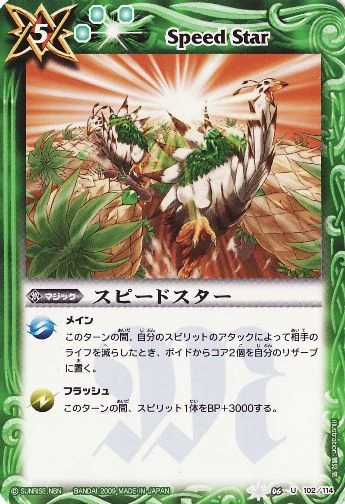 5
Speed Star
マジック スピードスター
メイン
このターンの間、自分のスピリットのアタックによって相手の
ライフを減らしたとき、ボイドからコア2個を自分のリザーブ
に置く。
フラッシュ
このターンの間、スピリット1体をBP+3000する。
©SUNRISE,NBN BANDAI 2009 MADE IN JAPAN
06 U 102/114